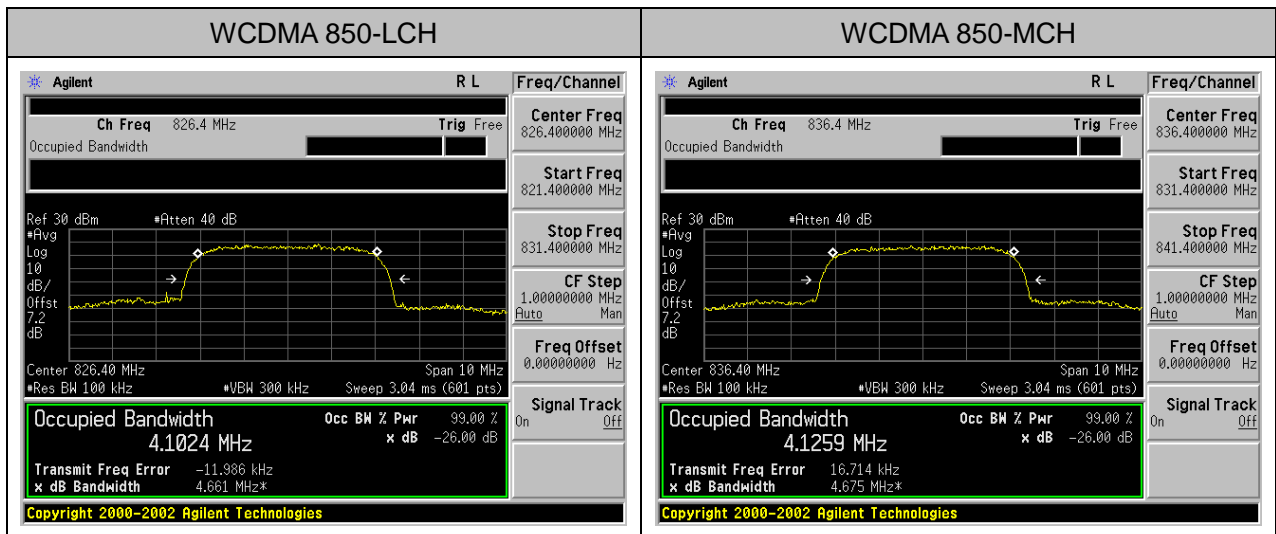 WCDMA 850-LCH
WCDMA 850-MCH
Agilent R L Freq/Channel
Ch Freq 826.4 MHz Trig Free
Occupied Bandwidth
Center Freq
826.400000 MHz
Start Freq
821.400000 MHz
Stop Freq
831.400000 MHz
CF Step
1.00000000 MHz
Auto Man
Freq Offset
0.00000000 Hz
Signal Track
On Off
Ref 30 dBm #Atten 40 dB
#Avg
Log
10
dB/
Offst
7.2
dB
Center 826.40 MHz Span 10 MHz
#Res BW 100 kHz #VBW 300 kHz Sweep 3.04 ms (601 pts)
Occupied Bandwidth Occ BW % Pwr 99.00 %
4.1024 MHz x dB -26.00 dB
Transmit Freq Error -11.986 kHz
x dB Bandwidth 4.661 MHz*
Copyright 2000-2002 Agilent Technologies
Agilent R L Freq/Channel
Ch Freq 836.4 MHz Trig Free
Occupied Bandwidth
Center Freq
836.400000 MHz
Start Freq
831.400000 MHz
Stop Freq
841.400000 MHz
CF Step
1.00000000 MHz
Auto Man
Freq Offset
0.00000000 Hz
Signal Track
On Off
Ref 30 dBm #Atten 40 dB
#Avg
Log
10
dB/
Offst
7.2
dB
Center 836.40 MHz Span 10 MHz
#Res BW 100 kHz #VBW 300 kHz Sweep 3.04 ms (601 pts)
Occupied Bandwidth Occ BW % Pwr 99.00 %
4.1259 MHz x dB -26.00 dB
Transmit Freq Error 16.714 kHz
x dB Bandwidth 4.675 MHz*
Copyright 2000-2002 Agilent Technologies